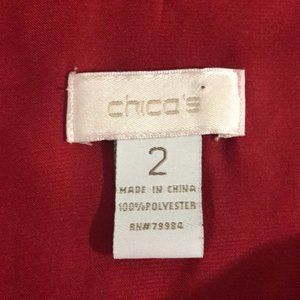 chico's
2
MADE IN CHINA
100%POLYESTER
RN#79984